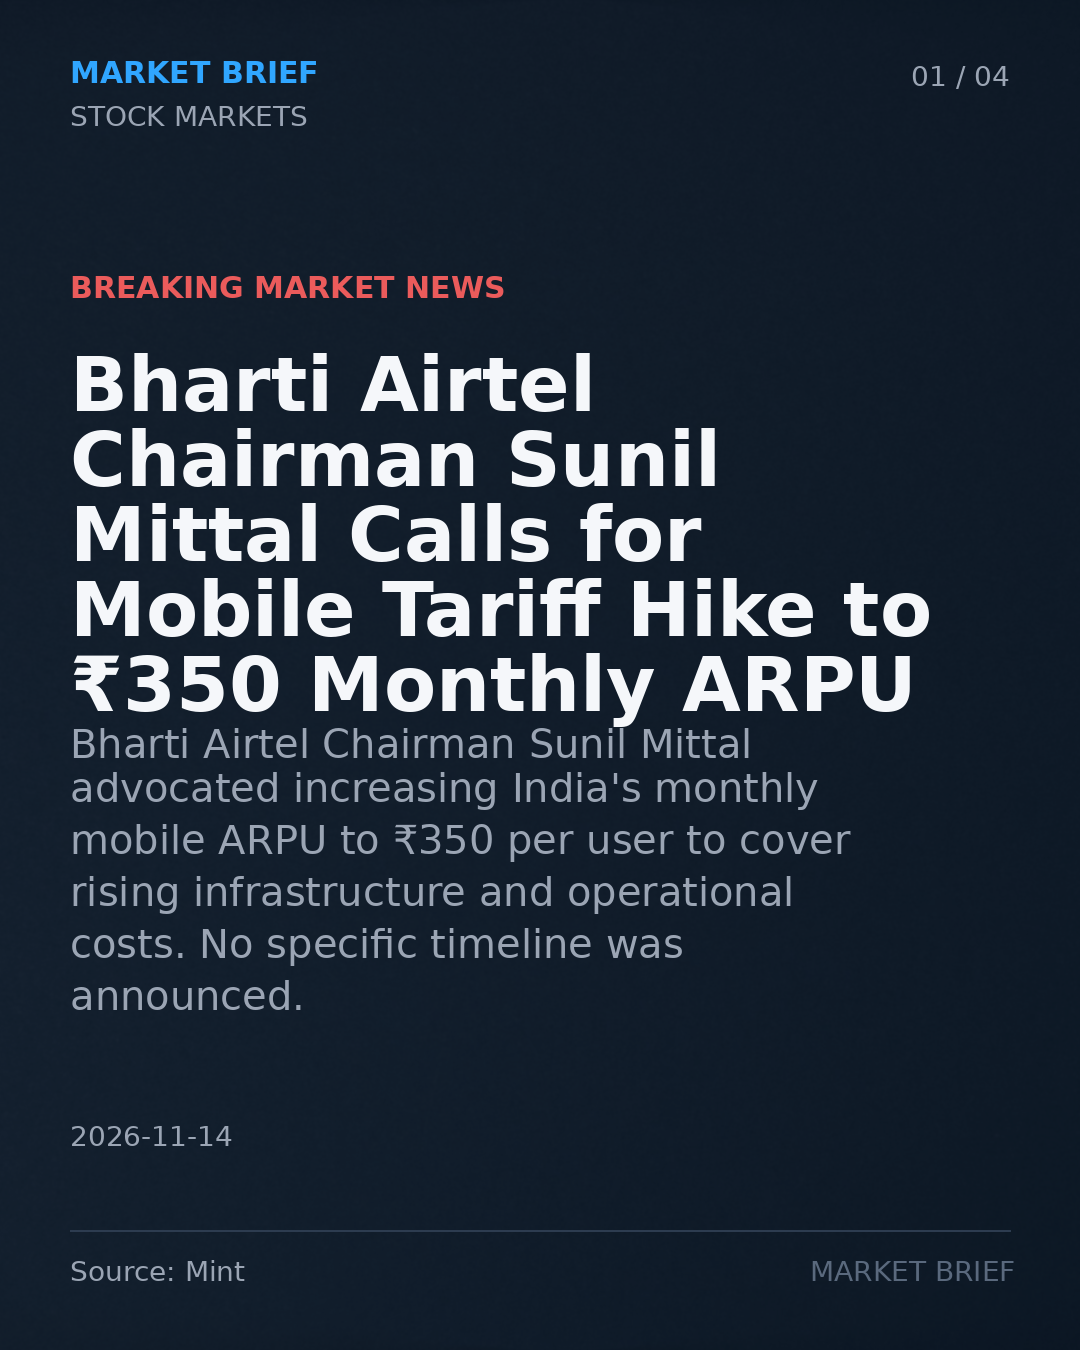 MARKET BRIEF
01 / 04
STOCK MARKETS
BREAKING MARKET NEWS
Bharti Airtel
Chairman Sunil
Mittal Calls for
Mobile Tariff Hike to
₹350 Monthly ARPU
Bharti Airtel Chairman Sunil Mittal
advocated increasing India's monthly
mobile ARPU to ₹350 per user to cover
rising infrastructure and operational
costs. No specific timeline was
announced.
2026-11-14
Source: Mint
MARKET BRIEF